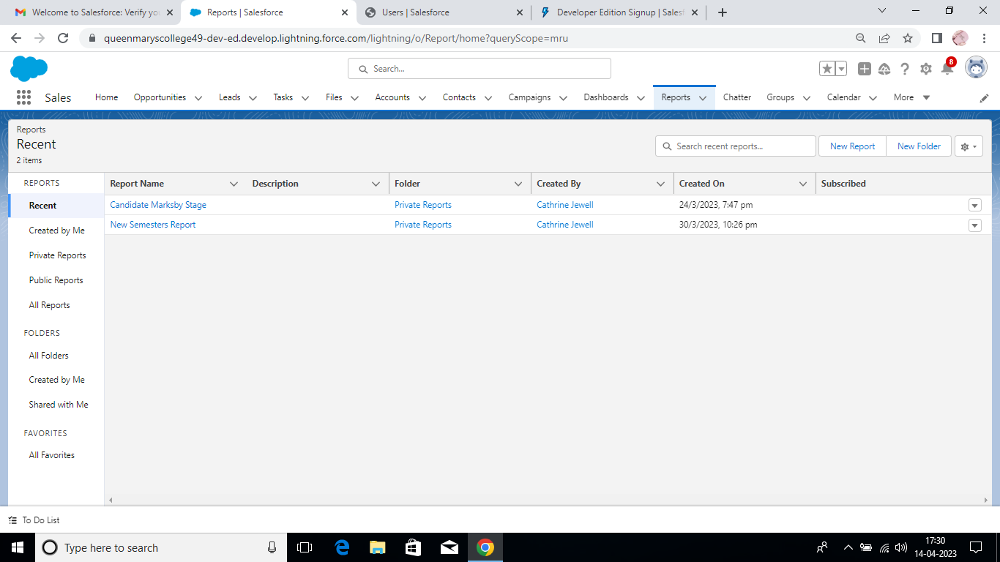 Welcome to Salesforce: Verify you
Reports | Salesforce
Users | Salesforce
Developer Edition Signup | Salesf
queenmaryscollege49-dev-ed.develop.lightning.force.com/lightning/o/Report/home?queryScope=mru
Search...
8
Sales
Home
Opportunities
Leads
Tasks
Files
Accounts
Contacts
Campaigns
Dashboards
Reports
Chatter
Groups
Calendar
More
Reports
Recent
2 items
Search recent reports...
New Report
New Folder
REPORTS
Recent
Created by Me
Private Reports
Public Reports
All Reports
FOLDERS
All Folders
Created by Me
Shared with Me
FAVORITES
All Favorites
Report Name Description Folder Created By Created On Subscribed
Candidate Marksby Stage Private Reports Cathrine Jewell 24/3/2023, 7:47 pm
New Semesters Report Private Reports Cathrine Jewell 30/3/2023, 10:26 pm
To Do List
Type here to search
17:30
14-04-2023